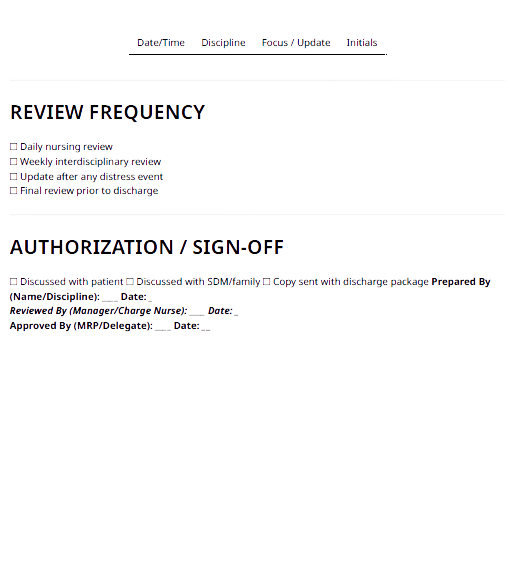 Date/Time Discipline Focus / Update Initials
REVIEW FREQUENCY
☐ Daily nursing review
☐ Weekly interdisciplinary review
☐ Update after any distress event
☐ Final review prior to discharge
AUTHORIZATION / SIGN-OFF
☐ Discussed with patient ☐ Discussed with SDM/family ☐ Copy sent with discharge package Prepared By
(Name/Discipline): ___ Date: _
Reviewed By (Manager/Charge Nurse): ___ Date: _
Approved By (MRP/Delegate): ___ Date: __